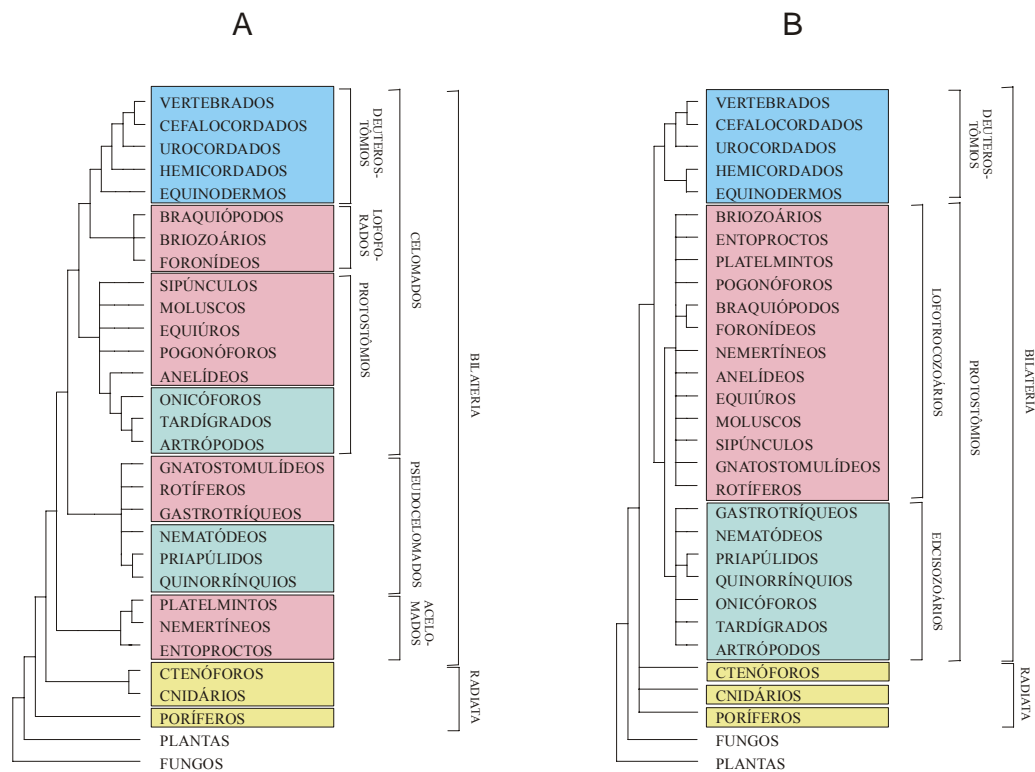 A
VERTEBRADOS
CEFALOCORDADOS
UROCORDADOS
HEMICORDADOS
EQUINODERMOS
BRAQUIÓPODOS
BRIOZOÁRIOS
FORONÍDEOS
SIPÚNCULOS
MOLUSCOS
EQUIÚROS
POGONÓFOROS
ANELÍDEOS
ONICÓFOROS
TARDÍGRADOS
ARTRÓPODOS
GNATOSTOMULÍDEOS
ROTÍFEROS
GASTROTRÍQUEOS
NEMATÓDEOS
PRIAPÚLIDOS
QUINORRÍNQUIOS
PLATELMINTOS
NEMERTÍNEOS
ENTOPROCTOS
CTENÓFOROS
CNIDÁRIOS
PORÍFEROS
PLANTAS
FUNGOS
DEUTEROS-
TÔMIOS
LOFOFO-
RADOS
PROTOSTÔMIOS
CELOMADOS
PSEUDOCELOMADOS
ACELO-
MADOS
BILATERIA
RADIATA
B
VERTEBRADOS
CEFALOCORDADOS
UROCORDADOS
HEMICORDADOS
EQUINODERMOS
BRIOZOÁRIOS
ENTOPROCTOS
PLATELMINTOS
POGONÓFOROS
BRAQUIÓPODOS
FORONÍDEOS
NEMERTÍNEOS
ANELÍDEOS
EQUIÚROS
MOLUSCOS
SIPÚNCULOS
GNATOSTOMULÍDEOS
ROTÍFEROS
GASTROTRÍQUEOS
NEMATÓDEOS
PRIAPÚLIDOS
QUINORRÍNQUIOS
ONICÓFOROS
TARDÍGRADOS
ARTRÓPODOS
CTENÓFOROS
CNIDÁRIOS
PORÍFEROS
FUNGOS
PLANTAS
DEUTEROS-
TÔMIOS
LOFOTROCOZOÁRIOS
EDCISOZOÁRIOS
PROTOSTÔMIOS
BILATERIA
RADIATA